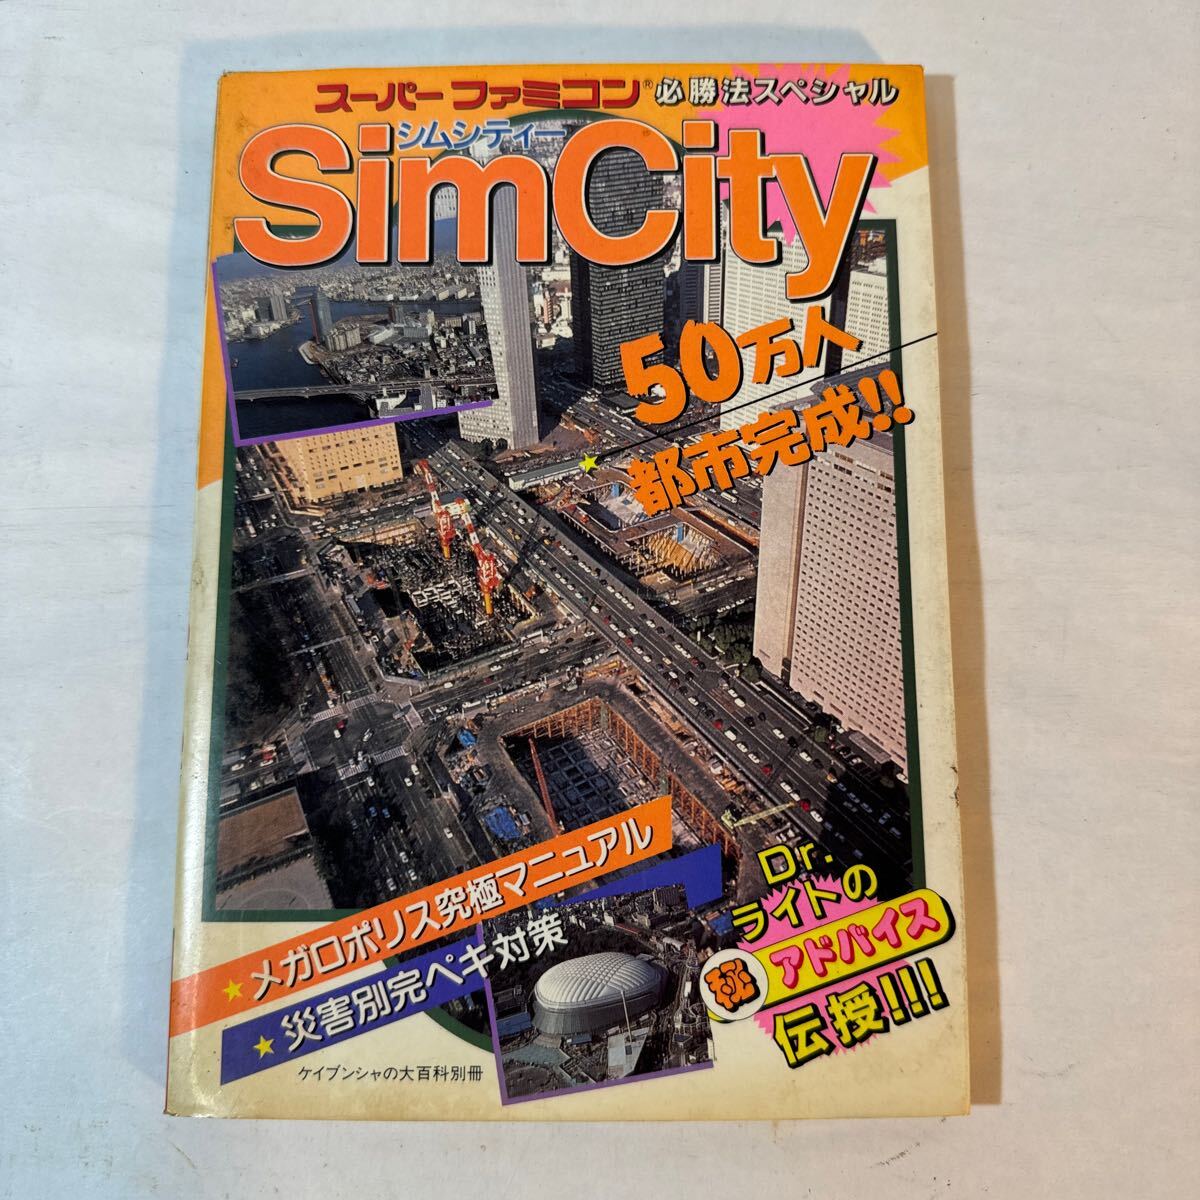 スーパーファミコン®必勝法スペシャル
シムシティー
SimCity
50万人
都市完成!!
★メガロポリス究極マニュアル
★災害別完ペキ対策
Dr.
ライトの
㊙アドバイス
伝授!!!
ケイブンシャの大百科別冊